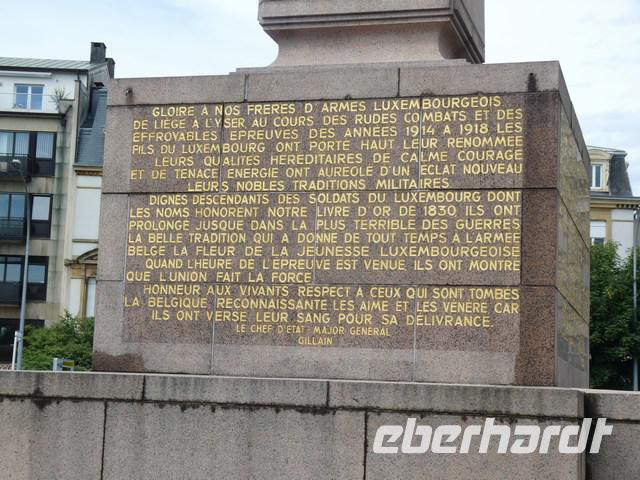 GLOIRE A NOS FRERES D'ARMES LUXEMBOURGEOIS
DE LIEGE A L'YSER AU COURS DES RUDES COMBATS ET DES
EFFROYABLES EPREUVES DES ANNEES 1914 A 1918 LES
FILS DU LUXEMBOURG ONT PORTE HAUT LEUR RENOMMEE
LEURS QUALITES HEREDITAIRES DE CALME COURAGE
ET DE TENACE ENERGIE ONT AUREOLE D'UN ECLAT NOUVEAU
LEURS NOBLES TRADITIONS MILITAIRES.
DIGNES DESCENDANTS DES SOLDATS DU LUXEMBOURG DONT
LES NOMS HONORENT NOTRE LIVRE D'OR DE 1830, ILS ONT
PROLONGE JUSQUE DANS LA PLUS TERRIBLE DES GUERRES
LA BELLE TRADITION QUI A DONNE DE TOUT TEMPS A L'ARMEE
BELGE LA FLEUR DE LA JEUNESSE LUXEMBOURGEOISE
QUAND L'HEURE DE L'EPREUVE EST VENUE, ILS ONT MONTRE
QUE L'UNION FAIT LA FORCE
HONNEUR AUX VIVANTS RESPECT A CEUX QUI SONT TOMBES
LA BELGIQUE, RECONNAISSANTE LES AIME ET LES VENERE CAR
ILS ONT VERSE LEUR SANG POUR SA DELIVRANCE.
LE CHEF D'ETAT-MAJOR GENERAL
GILLAIN
eberhardt